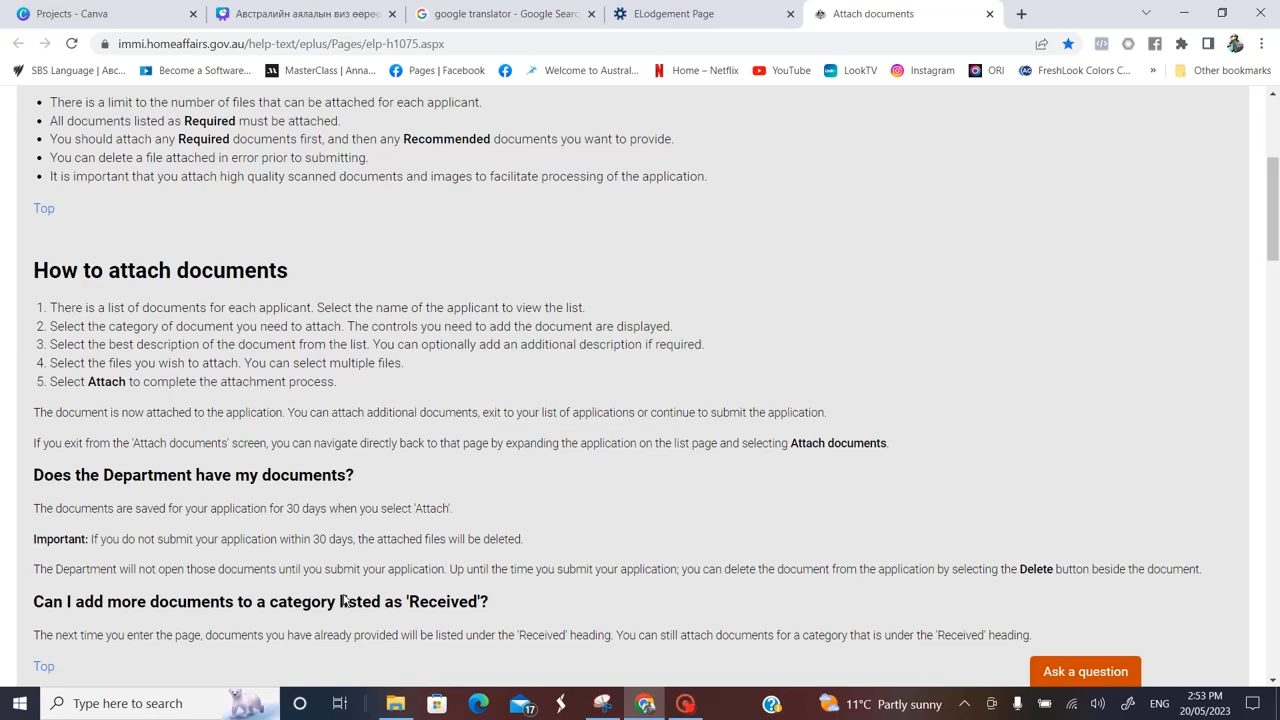 Projects - Canva
Австралийн аялалын виз өөрөө
google translator - Google Searc
ELodgement Page
Attach documents
immi.homeaffairs.gov.au/help-text/eplus/Pages/elp-h1075.aspx
SBS Language | Авс...
Become a Software...
MasterClass | Anna...
Pages | Facebook
Welcome to Austral...
Home – Netflix
YouTube
LookTV
Instagram
ORI
FreshLook Colors C...
»
Other bookmarks
• There is a limit to the number of files that can be attached for each applicant.
• All documents listed as Required must be attached.
• You should attach any Required documents first, and then any Recommended documents you want to provide.
• You can delete a file attached in error prior to submitting.
• It is important that you attach high quality scanned documents and images to facilitate processing of the application.
Top
How to attach documents
1. There is a list of documents for each applicant. Select the name of the applicant to view the list.
2. Select the category of document you need to attach. The controls you need to add the document are displayed.
3. Select the best description of the document from the list. You can optionally add an additional description if required.
4. Select the files you wish to attach. You can select multiple files.
5. Select Attach to complete the attachment process.
The document is now attached to the application. You can attach additional documents, exit to your list of applications or continue to submit the application.
If you exit from the 'Attach documents' screen, you can navigate directly back to that page by expanding the application on the list page and selecting Attach documents.
Does the Department have my documents?
The documents are saved for your application for 30 days when you select 'Attach'.
Important: If you do not submit your application within 30 days, the attached files will be deleted.
The Department will not open those documents until you submit your application. Up until the time you submit your application; you can delete the document from the application by selecting the Delete button beside the document.
Can I add more documents to a category listed as 'Received'?
The next time you enter the page, documents you have already provided will be listed under the 'Received' heading. You can still attach documents for a category that is under the 'Received' heading.
Top
Ask a question
Type here to search
17
11°C Partly sunny
ENG
2:53 PM
20/05/2023